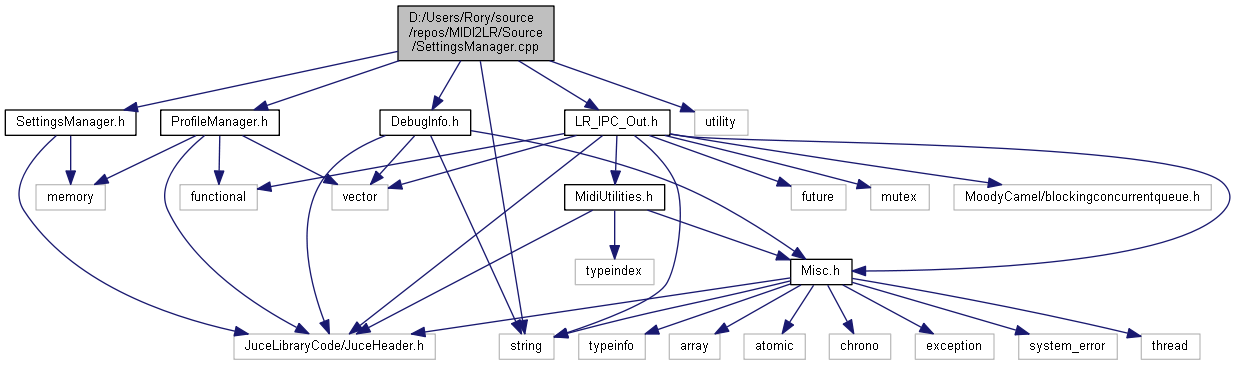 D:/Users/Rory/source
/repos/MIDI2LR/Source
/SettingsManager.cpp
SettingsManager.h
ProfileManager.h
DebugInfo.h
LR_IPC_Out.h
utility
memory
functional
vector
MidiUtilities.h
future
mutex
MoodyCamel/blockingconcurrentqueue.h
typeindex
Misc.h
JuceLibraryCode/JuceHeader.h
string
typeinfo
array
atomic
chrono
exception
system_error
thread